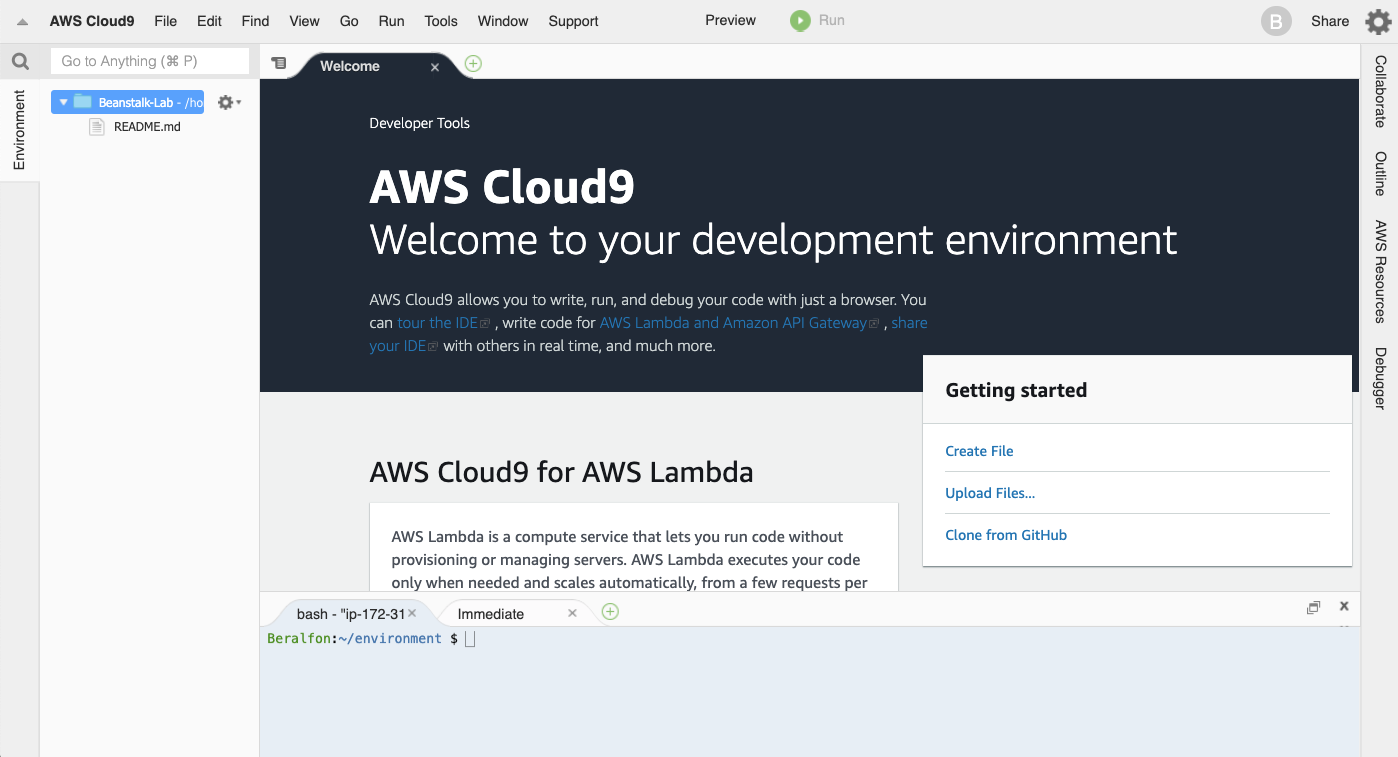 AWS Cloud9 File Edit Find View Go Run Tools Window Support Preview Run B Share
Go to Anything (⌘ P)
Welcome
Environment
Beanstalk-Lab - /ho
README.md
Developer Tools
AWS Cloud9
Welcome to your development environment
AWS Cloud9 allows you to write, run, and debug your code with just a browser. You
can tour the IDE , write code for AWS Lambda and Amazon API Gateway , share
your IDE with others in real time, and much more.
Getting started
Create File
Upload Files...
Clone from GitHub
AWS Cloud9 for AWS Lambda
AWS Lambda is a compute service that lets you run code without
provisioning or managing servers. AWS Lambda executes your code
only when needed and scales automatically, from a few requests per
bash - "ip-172-31 Immediate
Beralfon:~/environment $
Collaborate
Outline
AWS Resources
Debugger